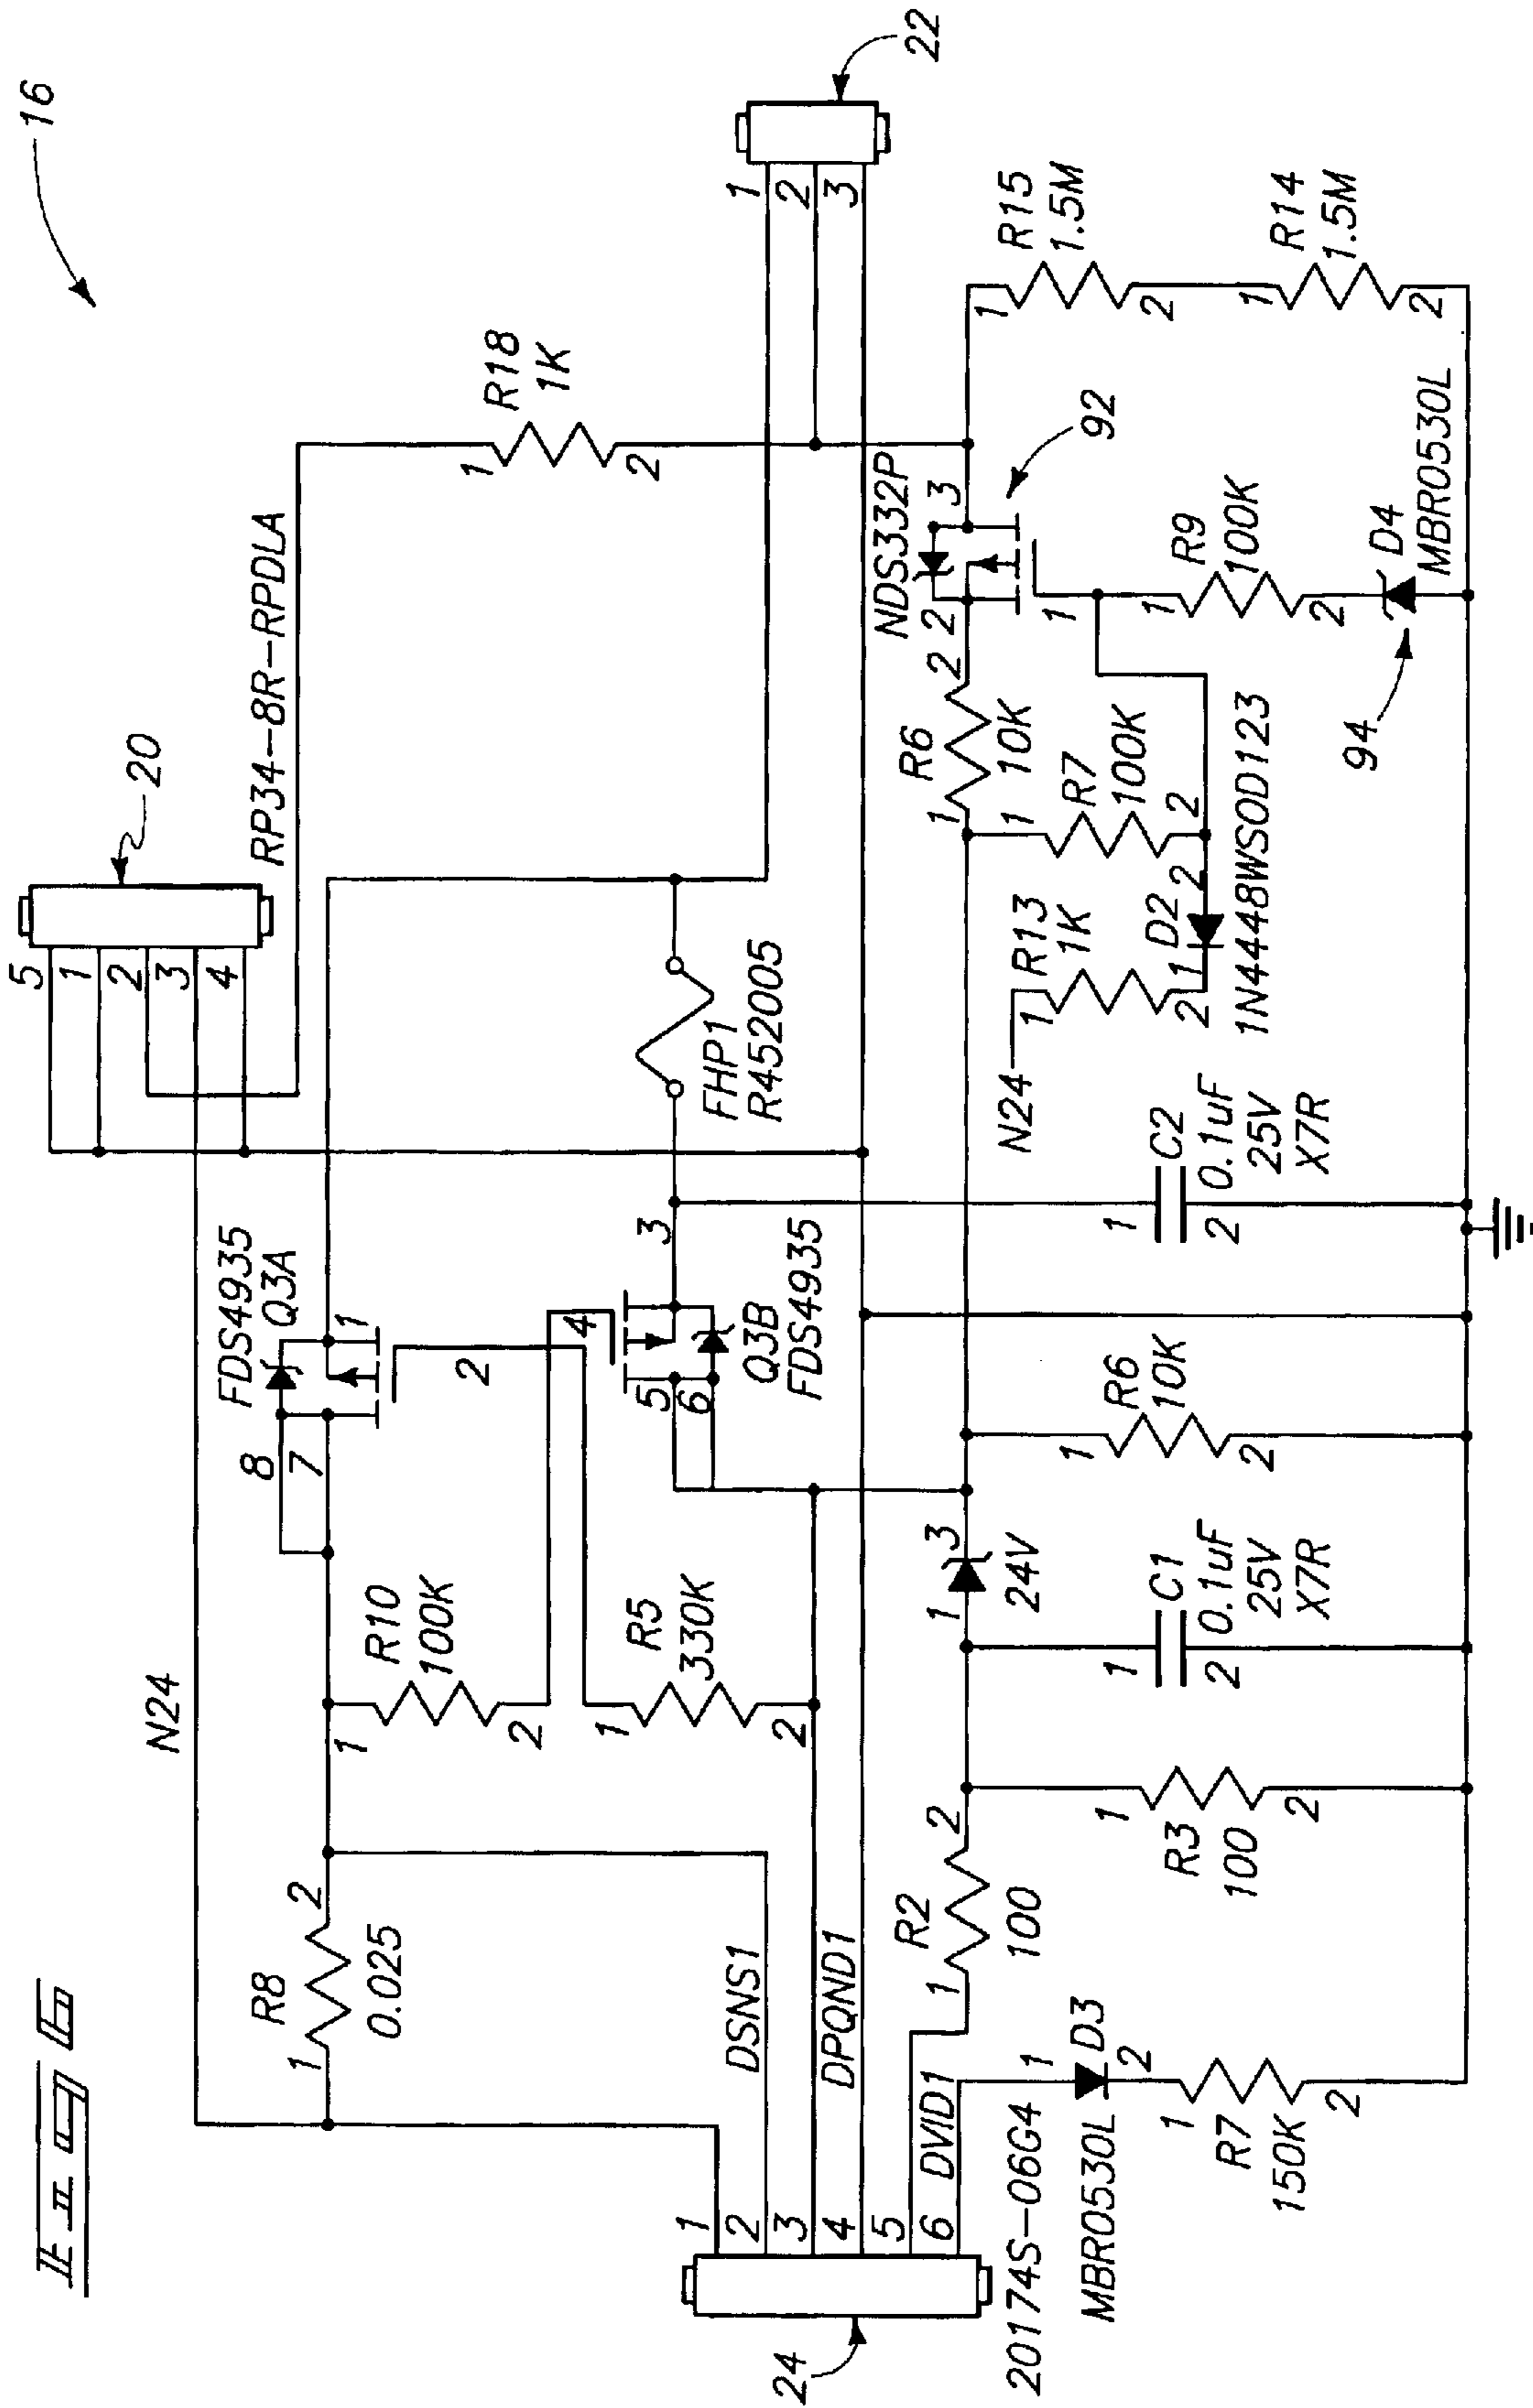 Fig 6
16
20
RP34-8R-RPDLA
5
1
2
3
4
N24
R18
1K
1
2
22
1
2
3
FDS4935
Q3A
8
7
1
2
R8
0.025
1
2
R10
100K
1
2
R5
330K
1
2
4
3
5
6
Q3B
FDS4935
FHP1
R452005
24
20174S-06G4
1
2
3
4
5
6
DSNS1
DPQND1
DVID1
R2
100
1
2
1
3
24V
D3
MBR0530L
1
2
R7
150K
1
2
R3
100
1
2
C1
0.1uF
25V
X7R
1
2
R6
10K
1
2
C2
0.1uF
25V
X7R
1
2
N24
R13
1K
1
2
D2
1
2
1N4448WSOD123
R7
100K
1
2
R6
10K
1
2
NDS332P
2
3
1
92
R9
100K
1
2
D4
MBR0530L
94
R15
1.5M
1
2
R14
1.5M
1
2